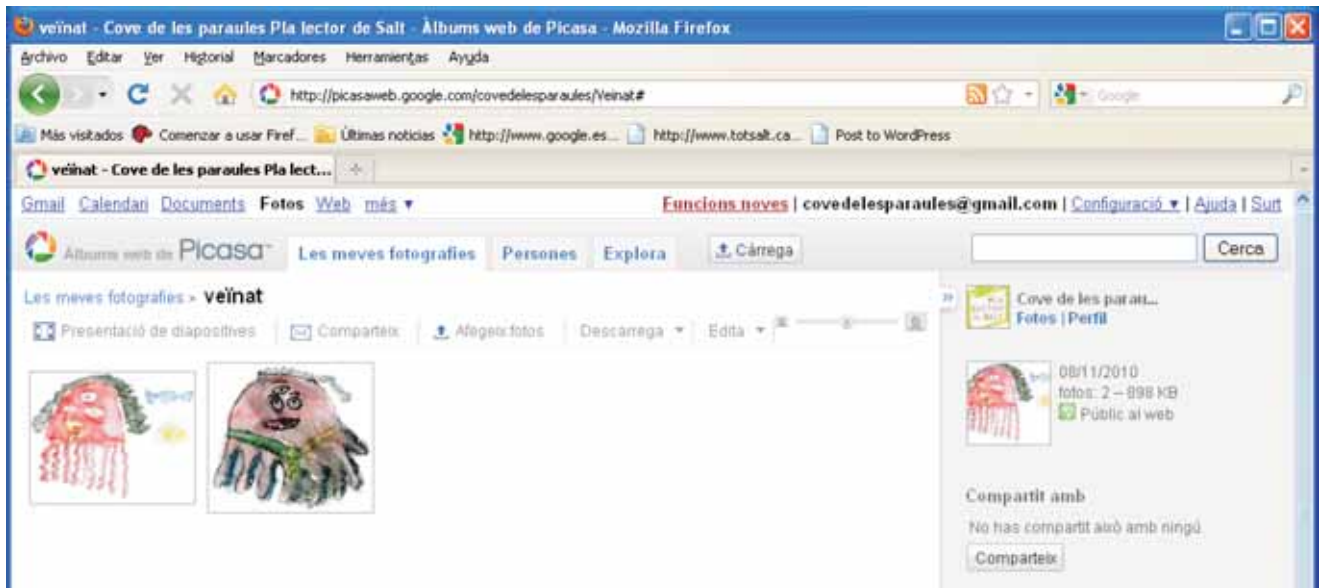 veïnat - Cove de les paraules Pla lector de Salt - Àlbums web de Picasa - Mozilla Firefox
Archivo Editar Ver Historial Marcadores Herramientas Ayuda
http://picasaweb.google.com/covedelesparaules/Veinat# Google
Más visitados Comenzar a usar Firef... Últimas noticias http://www.google.es... http://www.totsalt.ca... Post to WordPress
veïnat - Cove de les paraules Pla lect...
Gmail Calendari Documents Fotos Web més ▼ Funcions noves | covedelesparaules@gmail.com | Configuració ▼ | Ajuda | Surt
Àlbums web de Picasa™ Les meves fotografies Persones Explora Càrrega Cerca
Les meves fotografies > veïnat
Presentació de diapositives Comparteix Afegeix fotos Descarrega ▼ Edita ▼
Cove de les parau...
Fotos | Perfil
08/11/2010
fotos: 2 – 898 KB
Públic al web
Compartit amb
No has compartit això amb ningú
Comparteix